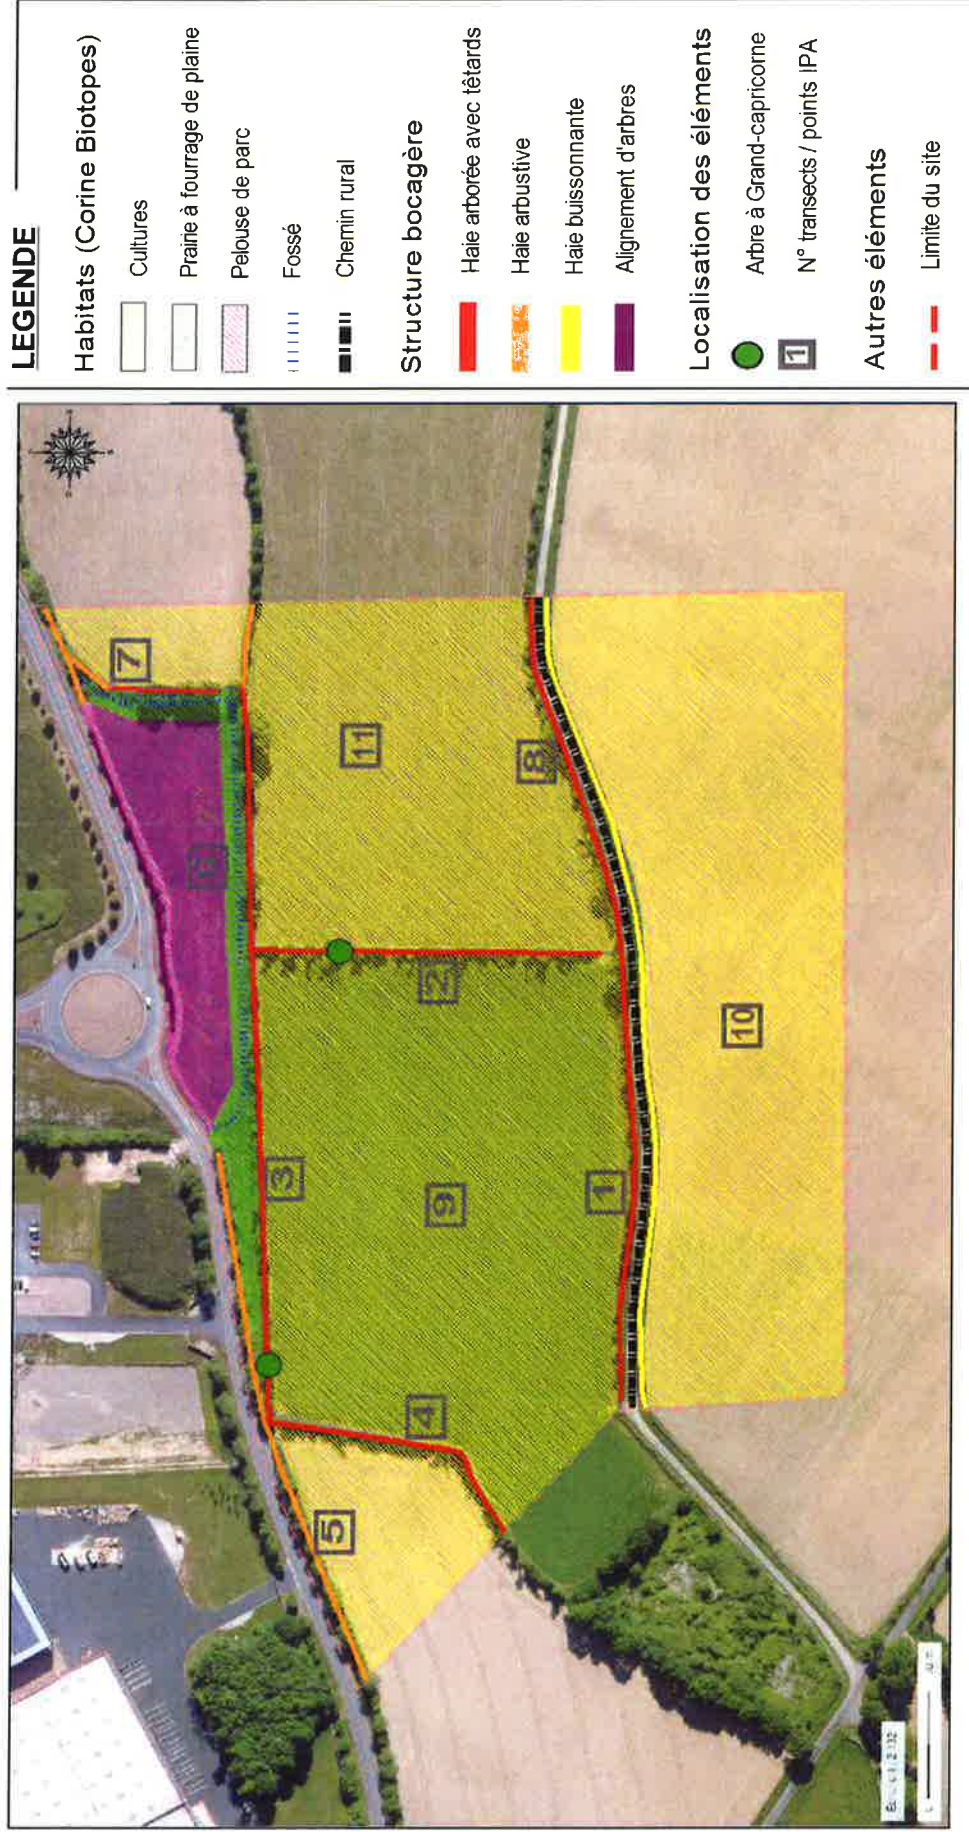 LEGENDE
Habitats (Corine Biotopes)
Cultures
Prairie à fourrage de plaine
Pelouse de parc
Fossé
Chemin rural
Structure bocagère
Haie arborée avec têtards
Haie arbustive
Haie buissonnante
Alignement d'arbres
Localisation des éléments
Arbre à Grand-capricorne
1
N° transects / points IPA
Autres éléments
Limite du site
5
4
3
9
1
2
11
8
7
10